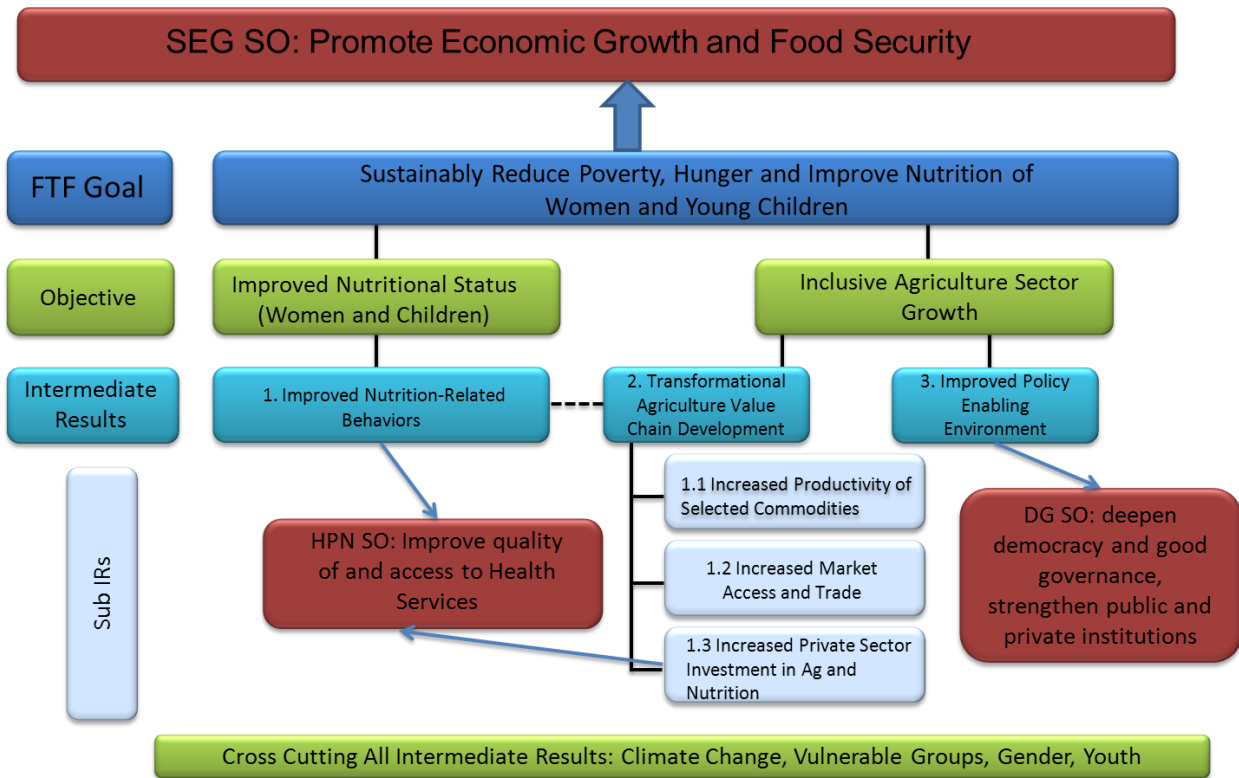 SEG SO: Promote Economic Growth and Food Security
FTF Goal
Sustainably Reduce Poverty, Hunger and Improve Nutrition of
Women and Young Children
Objective
Improved Nutritional Status
(Women and Children)
Inclusive Agriculture Sector
Growth
Intermediate
Results
1. Improved Nutrition-Related
Behaviors
2. Transformational
Agriculture Value
Chain Development
3. Improved Policy
Enabling
Environment
Sub IRs
HPN SO: Improve quality
of and access to Health
Services
1.1 Increased Productivity of
Selected Commodities
1.2 Increased Market
Access and Trade
1.3 Increased Private Sector
Investment in Ag and
Nutrition
DG SO: deepen
democracy and good
governance,
strengthen public and
private institutions
Cross Cutting All Intermediate Results: Climate Change, Vulnerable Groups, Gender, Youth